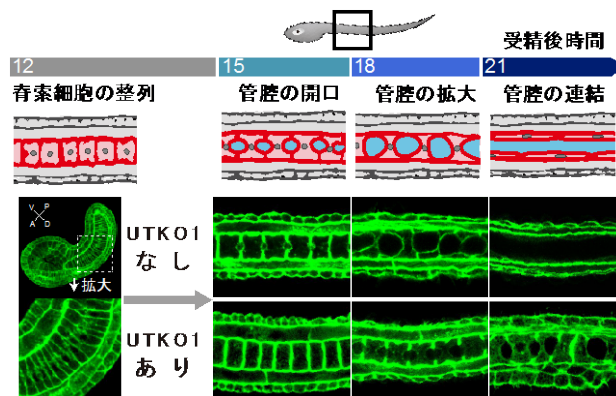 受精後時間
12
15
18
21
脊索細胞の整列
管腔の開口
管腔の拡大
管腔の連結
V P
A D
拡大
UTKO1
なし
UTKO1
あり